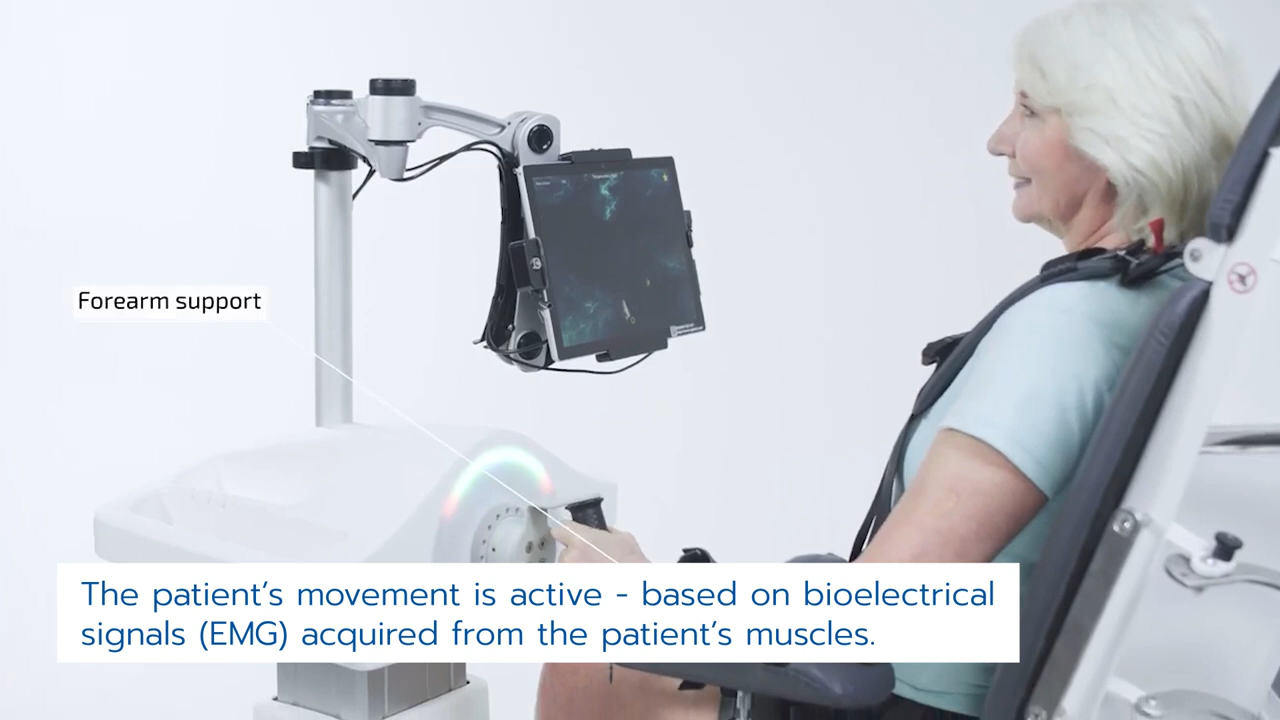 Forearm support
The patient's movement is active - based on bioelectrical
signals (EMG) acquired from the patient's muscles.